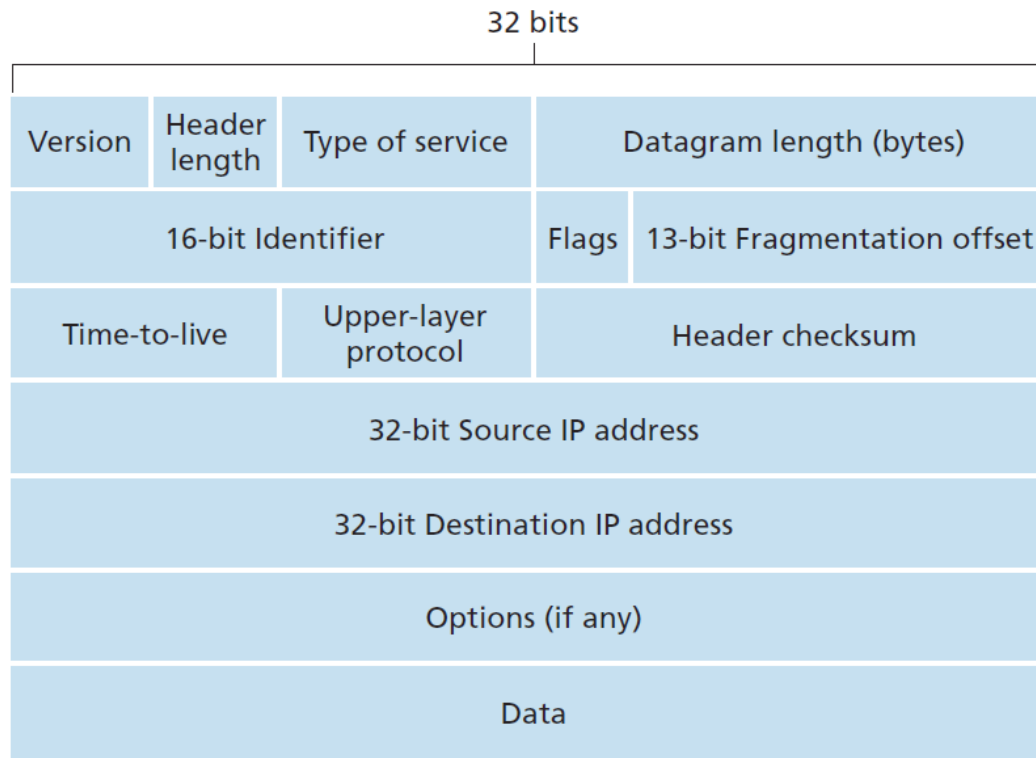 32 bits
Version
Header
length
Type of service
Datagram length (bytes)
16-bit Identifier
Flags
13-bit Fragmentation offset
Time-to-live
Upper-layer
protocol
Header checksum
32-bit Source IP address
32-bit Destination IP address
Options (if any)
Data